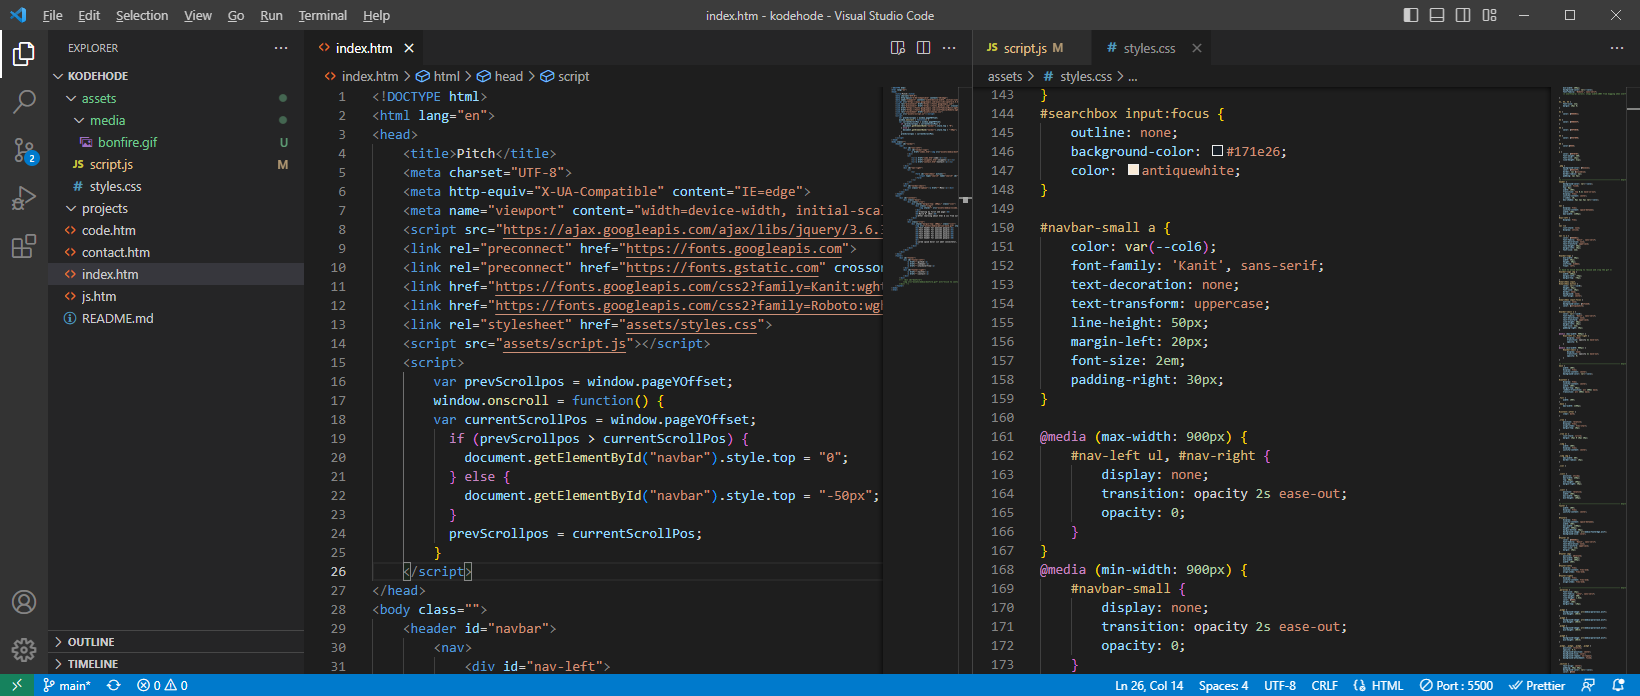 File Edit Selection View Go Run Terminal Help
index.htm - kodehode - Visual Studio Code
EXPLORER
KODEHODE
assets
media
bonfire.gif U
JS script.js M
# styles.css
projects
<> code.htm
<> contact.htm
<> index.htm
<> js.htm
README.md
OUTLINE
TIMELINE
2
<> index.htm
<> index.htm > html > head > script
1 <!DOCTYPE html>
2 <html lang="en">
3 <head>
4 <title>Pitch</title>
5 <meta charset="UTF-8">
6 <meta http-equiv="X-UA-Compatible" content="IE=edge">
7 <meta name="viewport" content="width=device-width, initial-scal
8 <script src="https://ajax.googleapis.com/ajax/libs/jquery/3.6.
9 <link rel="preconnect" href="https://fonts.googleapis.com">
10 <link rel="preconnect" href="https://fonts.gstatic.com" crosso
11 <link href="https://fonts.googleapis.com/css2?family=Kanit:wght
12 <link href="https://fonts.googleapis.com/css2?family=Roboto:wgh
13 <link rel="stylesheet" href="assets/styles.css">
14 <script src="assets/script.js"></script>
15 <script>
16 var prevScrollpos = window.pageYOffset;
17 window.onscroll = function() {
18 var currentScrollPos = window.pageYOffset;
19 if (prevScrollpos > currentScrollPos) {
20 document.getElementById("navbar").style.top = "0";
21 } else {
22 document.getElementById("navbar").style.top = "-50px";
23 }
24 prevScrollpos = currentScrollPos;
25 }
26 </script>
27 </head>
28 <body class="">
29 <header id="navbar">
30 <nav>
31 <div id="nav-left">
JS script.js M
# styles.css
assets > # styles.css > ...
143 }
144 #searchbox input:focus {
145 outline: none;
146 background-color: #171e26;
147 color: antiquewhite;
148 }
149
150 #navbar-small a {
151 color: var(--col6);
152 font-family: 'Kanit', sans-serif;
153 text-decoration: none;
154 text-transform: uppercase;
155 line-height: 50px;
156 margin-left: 20px;
157 font-size: 2em;
158 padding-right: 30px;
159 }
160
161 @media (max-width: 900px) {
162 #nav-left ul, #nav-right {
163 display: none;
164 transition: opacity 2s ease-out;
165 opacity: 0;
166 }
167 }
168 @media (min-width: 900px) {
169 #navbar-small {
170 display: none;
171 transition: opacity 2s ease-out;
172 opacity: 0;
173 }
main* 0 0 Ln 26, Col 14 Spaces: 4 UTF-8 CRLF HTML Port : 5500 Prettier